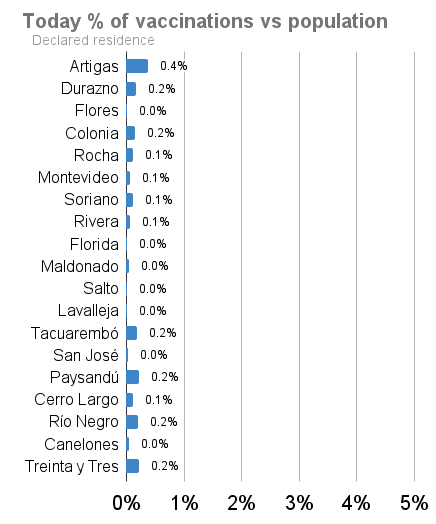 Today % of vaccinations vs population
Declared residence
Artigas 0.4%
Durazno 0.2%
Flores 0.0%
Colonia 0.2%
Rocha 0.1%
Montevideo 0.1%
Soriano 0.1%
Rivera 0.1%
Florida 0.0%
Maldonado 0.0%
Salto 0.0%
Lavalleja 0.0%
Tacuarembó 0.2%
San José 0.0%
Paysandú 0.2%
Cerro Largo 0.1%
Río Negro 0.2%
Canelones 0.0%
Treinta y Tres 0.2%
0% 1% 2% 3% 4% 5%